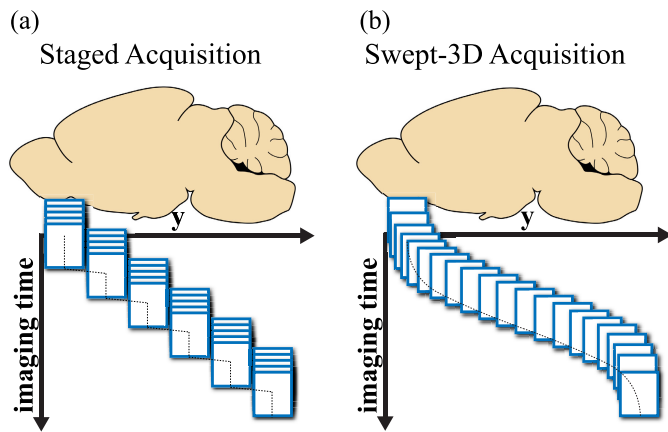 (a)
Staged Acquisition
y
imaging time
(b)
Swept-3D Acquisition
y
imaging time